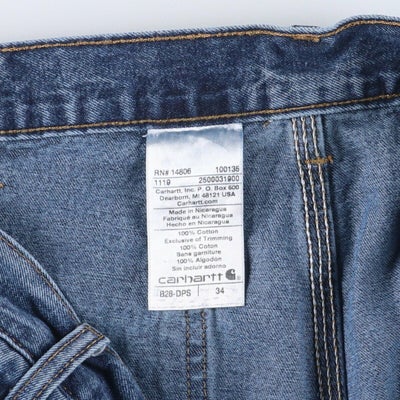 RN# 14806 100135
1119 2500031900
Carhartt, Inc. P. O. Box 600
Dearborn, MI 48121 USA
Carhartt.com
Made in Nicaragua
Fabriqué au Nicaragua
Hecho en Nicaragua
100% Cotton
Exclusive of Trimming
100% Coton
Sans garniture
100% Algodón
Sin incluir adorno
carhartt
B28-DPS 34